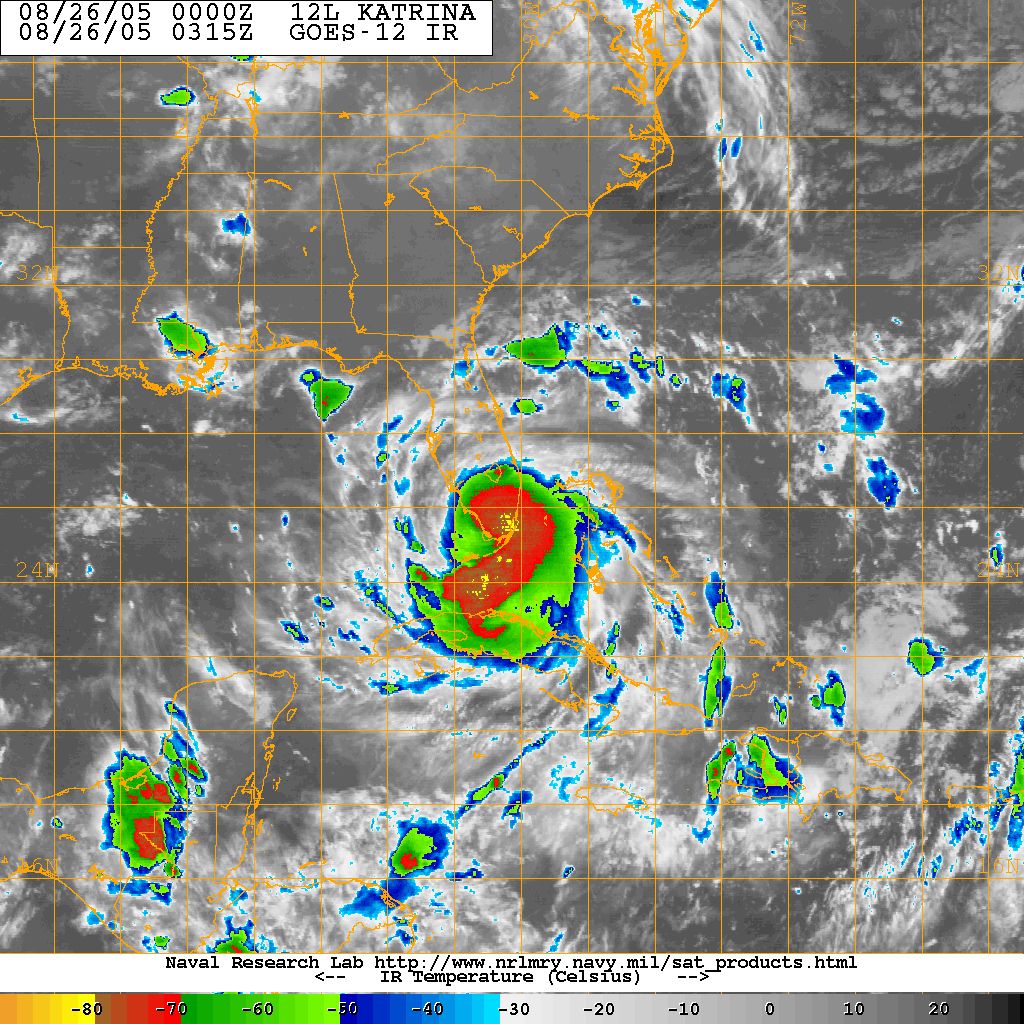 08/26/05 0000Z 12L KATRINA
08/26/05 0315Z GOES-12 IR
80W 72W
32N 32N
24N 24N
16N 16N
Naval Research Lab http://www.nrlmry.navy.mil/sat_products.html
<-- IR Temperature (Celsius) -->
-80 -70 -60 -50 -40 -30 -20 -10 0 10 20